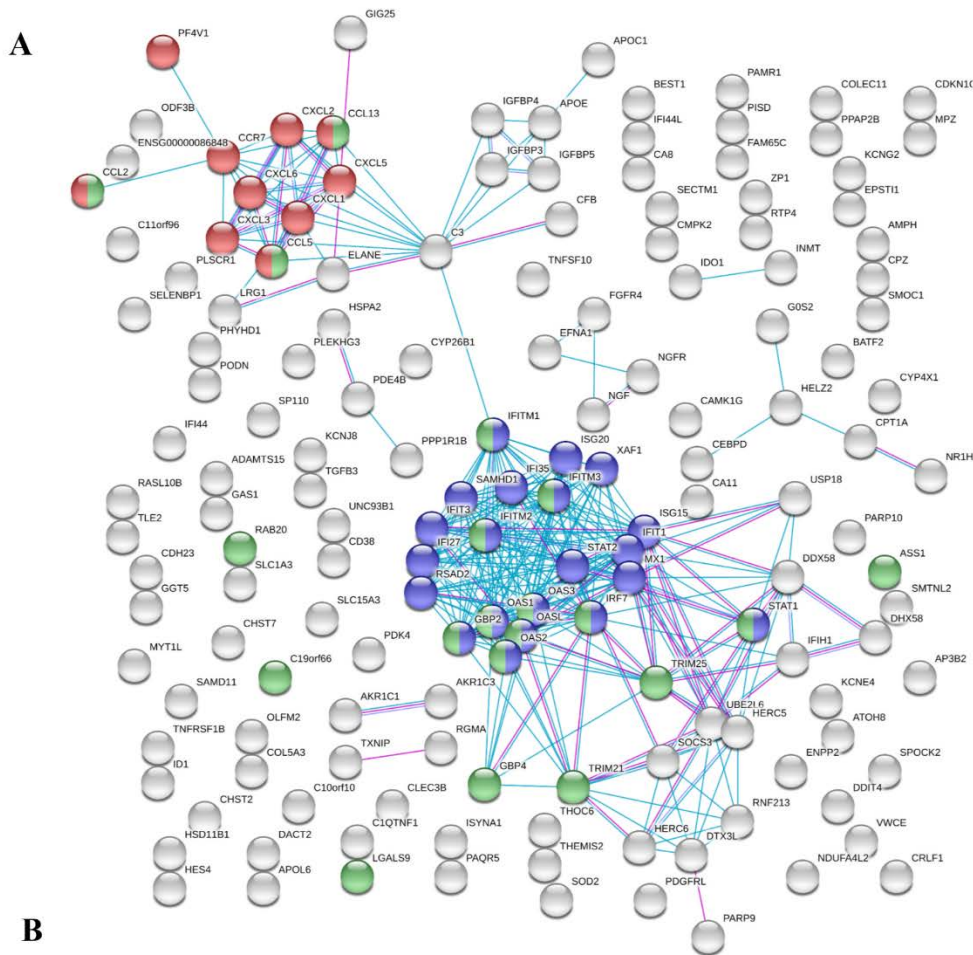 A
PF4V1
GIG25
APOC1
ODF3B
CXCL2
CCL13
IGFBP4
APOE
BEST1
PAMR1
COLEC11
CDKN1C
ENSG00000086848
CCR7
IFI44L
PISD
PPAP2B
MPZ
CCL2
CXCL6
CXCL5
IGFBP3
IGFBP5
CA8
FAM65C
KCNG2
CXCL3
CXCL1
CFB
SECTM1
ZP1
EPSTI1
C11orf96
PLSCR1
CCL5
C3
CMPK2
RTP4
AMPH
ELANE
TNFSF10
IDO1
INMT
CPZ
SELENBP1
LRG1
FGFR4
SMOC1
HSPA2
EFNA1
G0S2
PHYHD1
PLEKHG3
CYP26B1
NGFR
BATF2
PODN
PDE4B
NGF
CAMK1G
HELZ2
CYP4X1
SP110
IFITM1
ISG20
XAF1
CPT1A
IFI44
KCNJ8
PPP1R1B
CEBPD
NR1H
ADAMTS15
TGFB3
SAMHD1
IFI35
IFITM3
CA11
USP18
RASL10B
GAS1
UNC93B1
IFIT3
IFITM2
ISG15
TLE2
RAB20
IFI27
IFIT1
PARP10
CDH23
SLC1A3
CD38
RSAD2
STAT2
MX1
DDX58
ASS1
GGT5
SLC15A3
OAS1
OAS3
IRF7
SMTNL2
CHST7
GBP2
OASL
STAT1
DHX58
MYT1L
PDK4
OAS2
IFIH1
C19orf66
TRIM25
AP3B2
SAMD11
AKR1C1
AKR1C3
UBE2L6
KCNE4
TNFRSF1B
OLFM2
HERC5
ATOH8
ID1
COL5A3
TXNIP
RGMA
SOCS3
ENPP2
SPOCK2
GBP4
TRIM21
C10orf10
CLEC3B
RNF213
DDIT4
CHST2
THOC6
VWCE
HSD11B1
DACT2
C1QTNF1
ISYNA1
THEMIS2
HERC6
DTX3L
HES4
APOL6
LGALS9
PAQR5
SOD2
PDGFRL
NDUFA4L2
CRLF1
PARP9
B